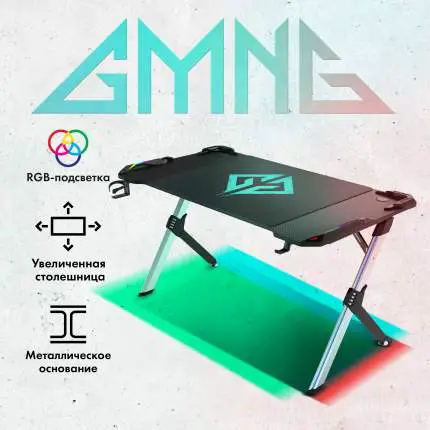 GMNG
RGB-подсветка
Увеличенная
столешница
Металлическое
основание